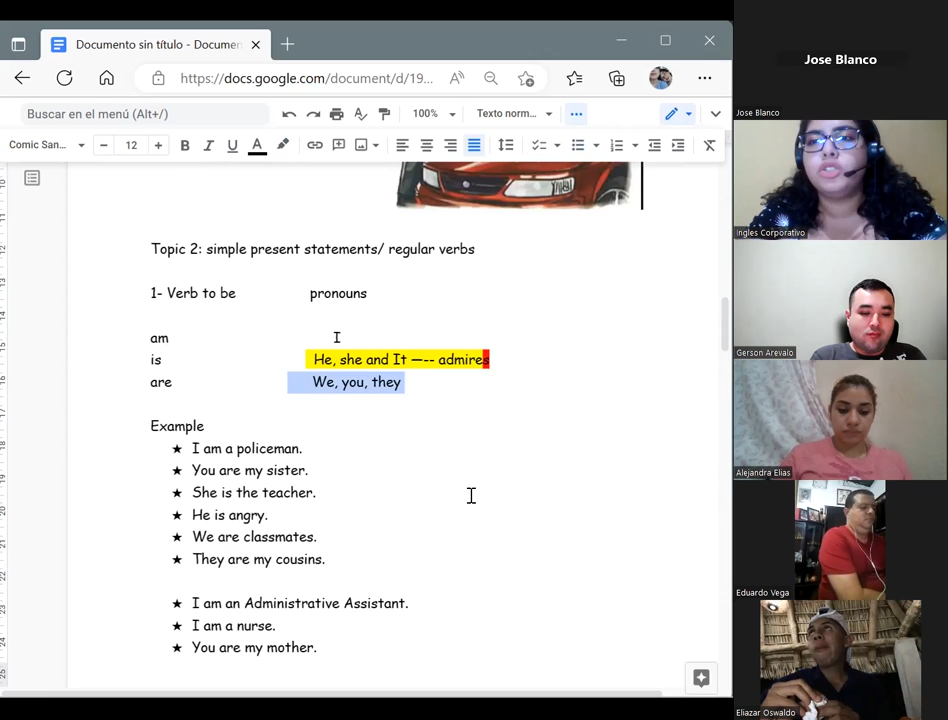 Documento sin título - Documen
https://docs.google.com/document/d/19...
Buscar en el menú (Alt+/)
100%
Texto norm...
Comic San...
12
Topic 2: simple present statements/ regular verbs
1- Verb to be pronouns
am I
is He, she and It —-- admires
are We, you, they
Example
★ I am a policeman.
★ You are my sister.
★ She is the teacher.
★ He is angry.
★ We are classmates.
★ They are my cousins.
★ I am an Administrative Assistant.
★ I am a nurse.
★ You are my mother.
Jose Blanco
Jose Blanco
Ingles Corporativo
Gerson Arevalo
Alejandra Elias
Eduardo Vega
Eliazar Oswaldo